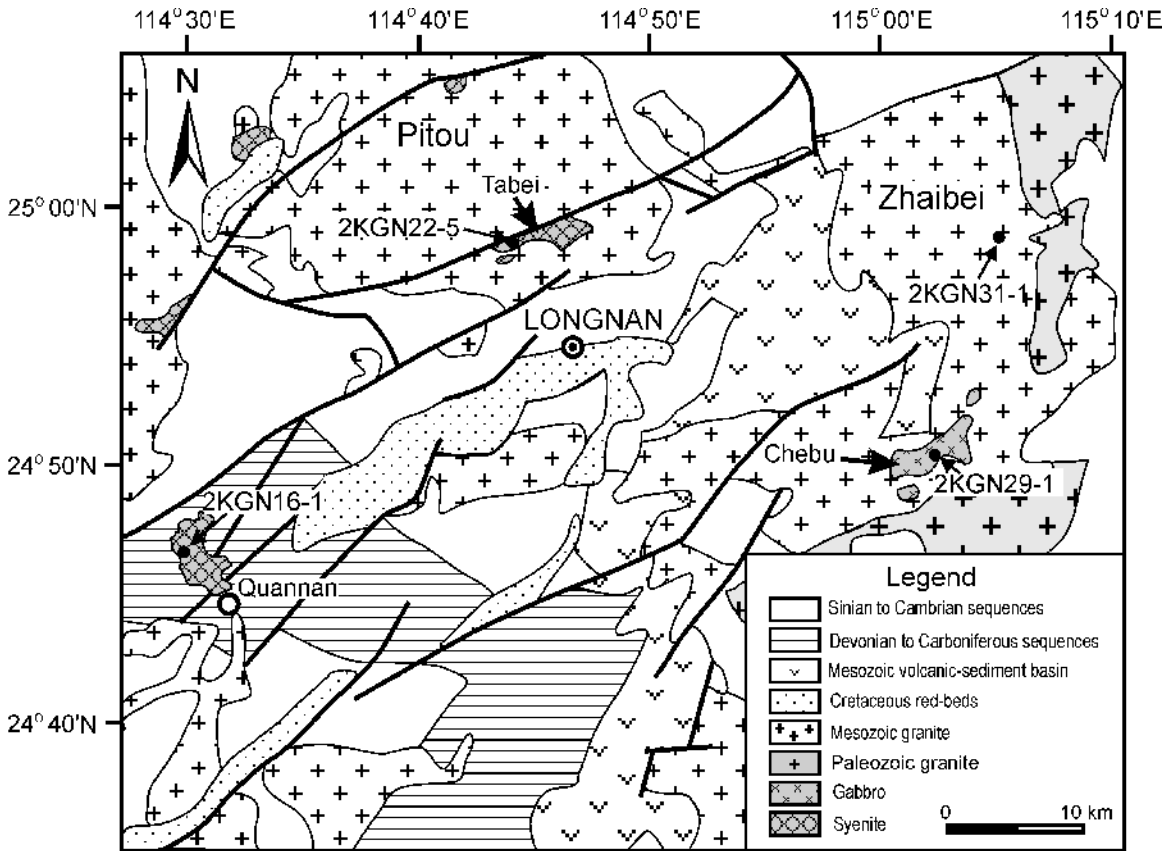 114° 30'E 114° 40'E 114° 50'E 115° 00'E 115° 10'E
N
Pitou
Tabei
Zhaibei
25° 00'N
2KGN22-5
2KGN31-1
LONGNAN
24° 50'N
Chebu
2KGN29-1
2KGN16-1
Quannan
24° 40'N
Legend
Sinian to Cambrian sequences
Devonian to Carboniferous sequences
Mesozoic volcanic-sediment basin
Cretaceous red-beds
Mesozoic granite
Paleozoic granite
Gabbro
Syenite
0 10 km